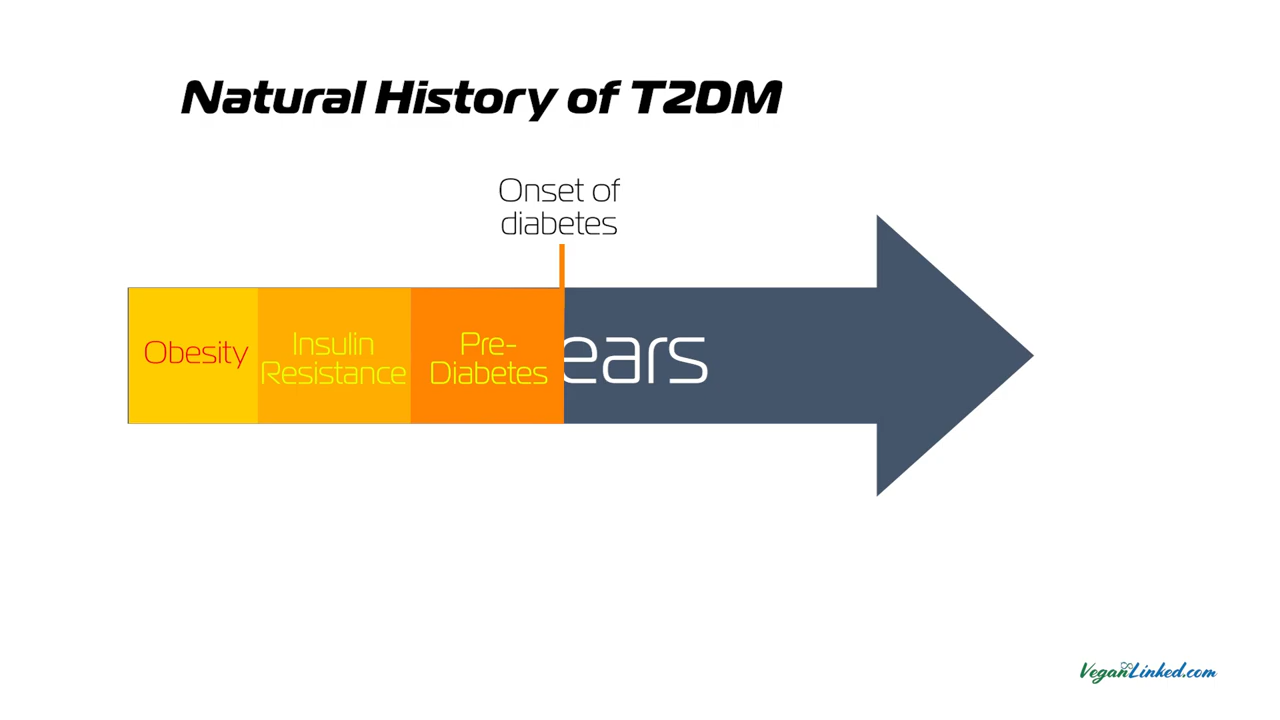 Natural History of T2DM
Onset of
diabetes
Obesity
Insulin
Resistance
Pre-
Diabetes
ears
VeganLinked.com